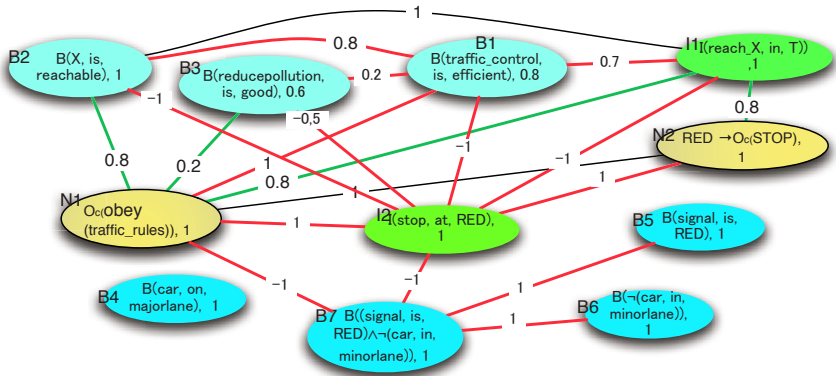 1
B2
B(X, is,
reachable), 1
0.8
B1
B(traffic_control,
is, efficient), 0.8
I1
I(reach_X, in, T))
,1
B3
B(reducepollution,
is, good), 0.6
0.2
0.7
−1
−0,5
−1
0.8
N2
RED →Oc(STOP),
1
0.8
0.2
1
0.8
−1
1
1
N1
Oc(obey
(traffic_rules)), 1
1
I2
I(stop, at, RED),
1
B5
B(signal, is,
RED), 1
−1
−1
B4
B(car, on,
majorlane), 1
1
B7
B((signal, is,
RED)∧¬(car, in,
minorlane)), 1
1
B6
B(¬(car, in,
minorlane)),
1